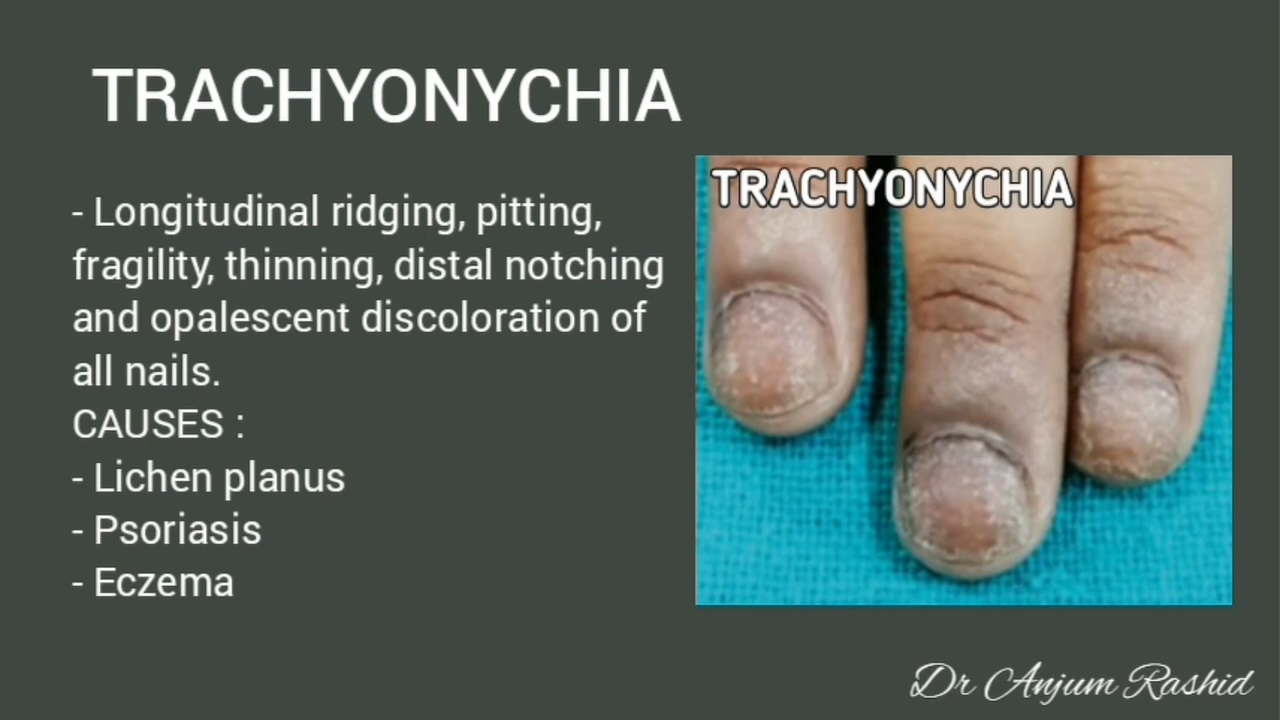 TRACHYONYCHIA
- Longitudinal ridging, pitting,
fragility, thinning, distal notching
and opalescent discoloration of
all nails.
CAUSES :
- Lichen planus
- Psoriasis
- Eczema
TRACHYONYCHIA
Dr Anjum Rashid